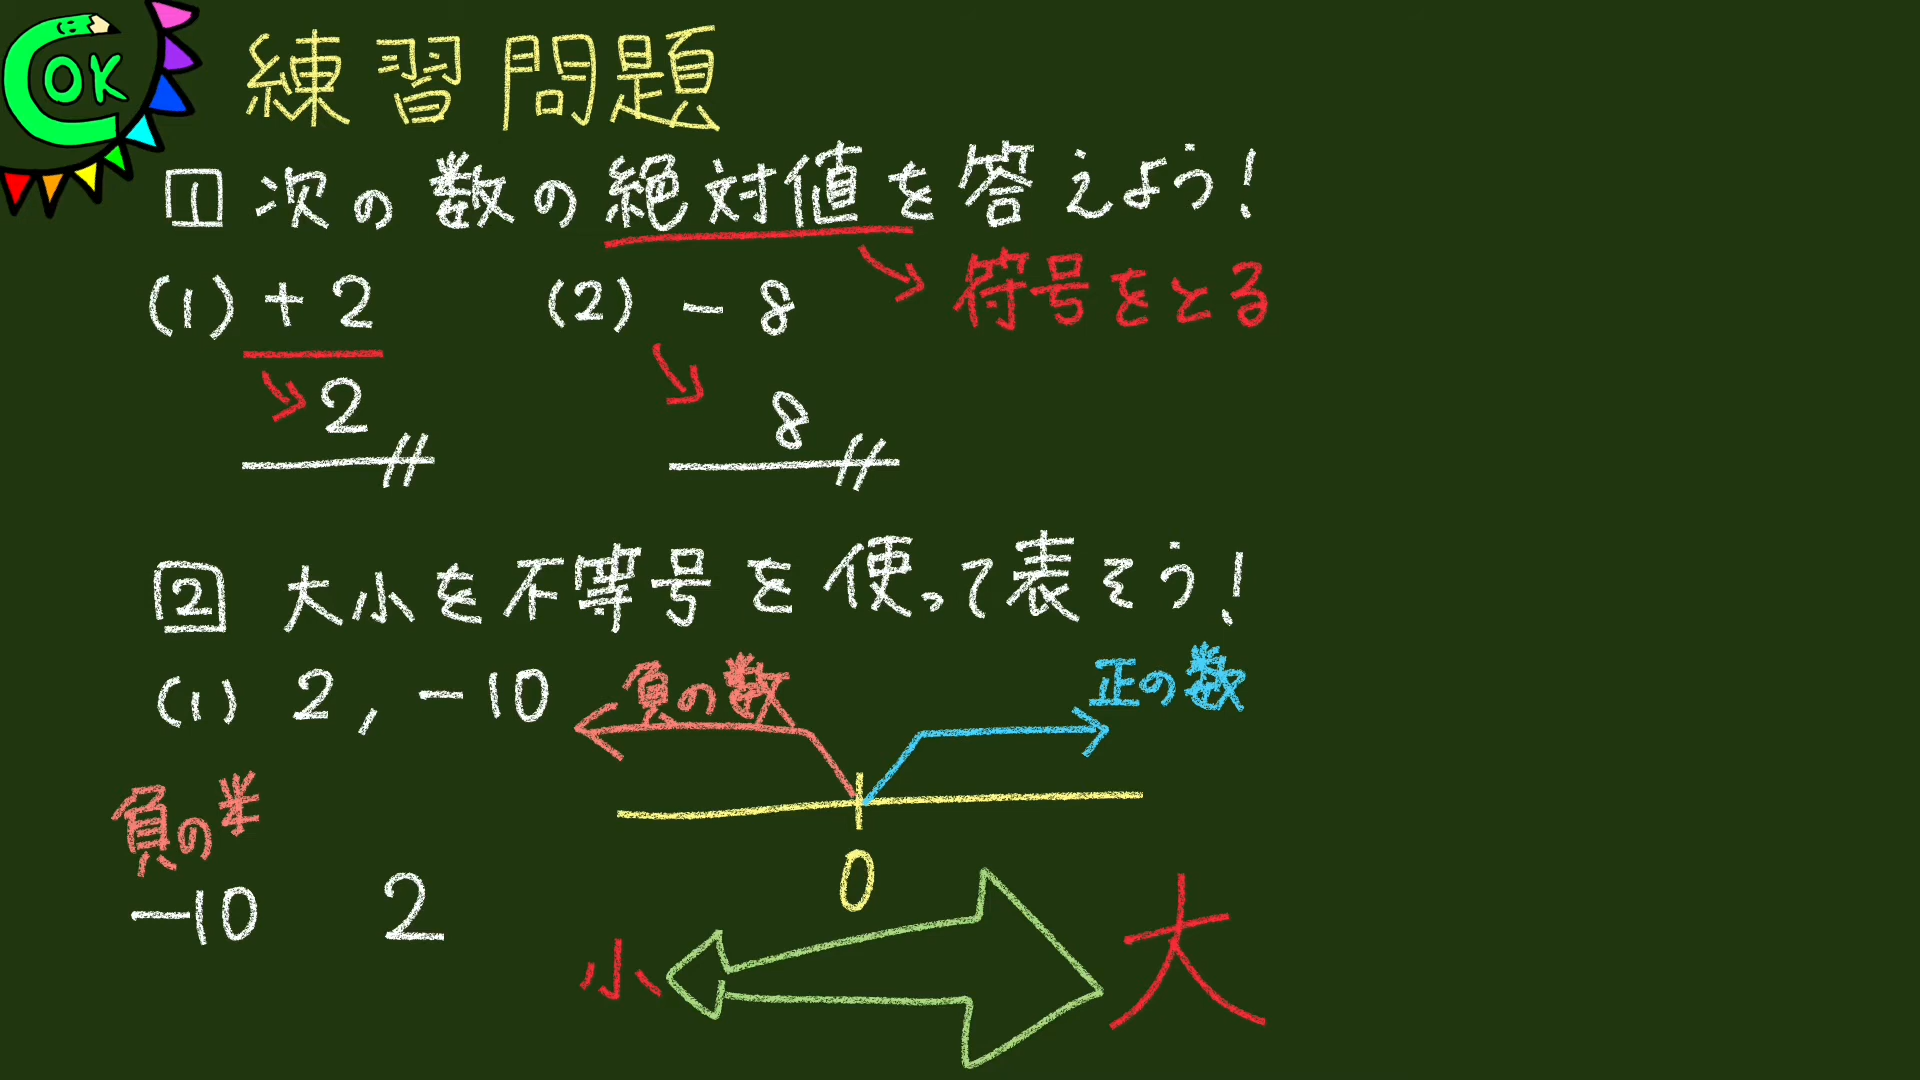 OK
練習問題
1 次の数の絶対値を答えよう!
(1) +2 (2) -8 符号をとる
2 8
2 大小を不等号を使って表そう!
(1) 2, -10 負の数 正の数
負の
-10 2 0
小 大